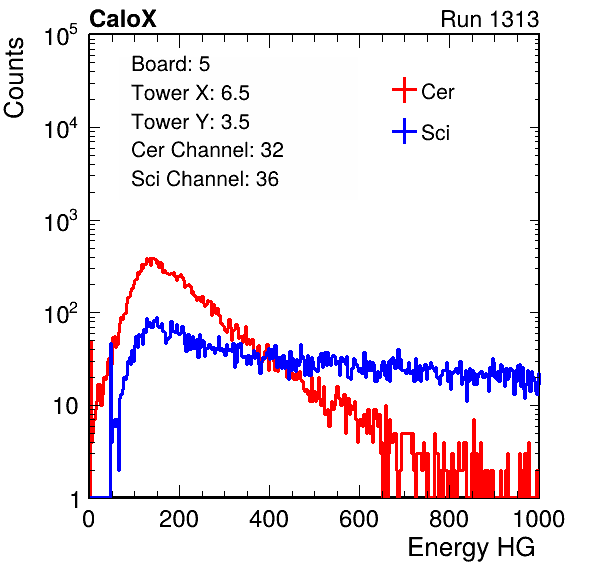 CaloX Run 1313
Counts
Board: 5
Tower X: 6.5
Tower Y: 3.5
Cer Channel: 32
Sci Channel: 36
Cer
Sci
10^5
10^4
10^3
10^2
10
1
0 200 400 600 800 1000
Energy HG